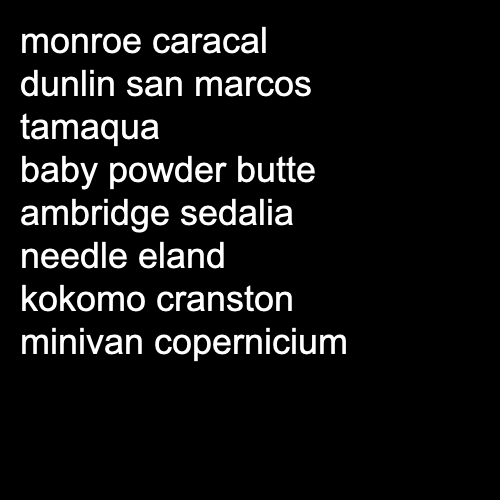 monroe caracal
dunlin san marcos
tamaqua
baby powder butte
ambridge sedalia
needle eland
kokomo cranston
minivan copernicium